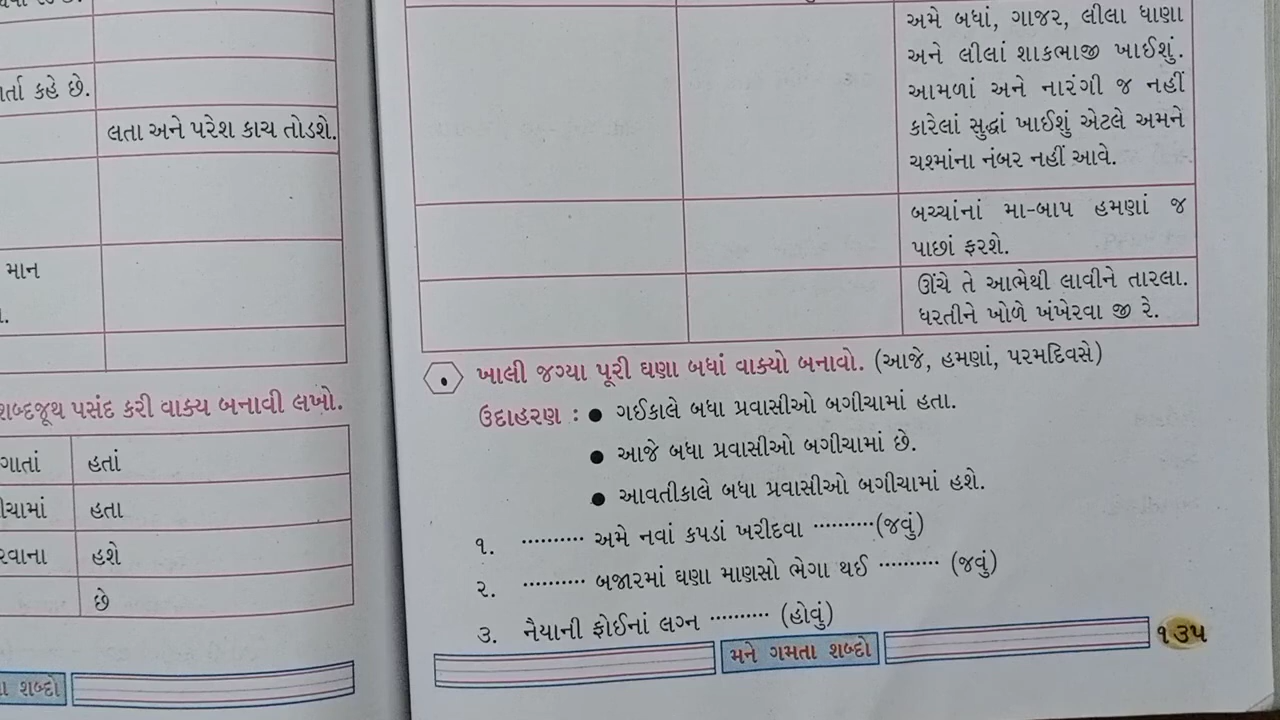 ર્તા કહે છે.
લતા અને પરેશ કાચ તોડશે.
માન
શબ્દજૂથ પસંદ કરી વાક્ય બનાવી લખો.
ગાતાં હતાં
ીચામાં હતા
રવાના હશે
છે
શબ્દો
અમે બધાં, ગાજર, લીલા ધાણા
અને લીલાં શાકભાજી ખાઈશું.
આમળાં અને નારંગી જ નહીં
કારેલાં સુદ્ધાં ખાઈશું એટલે અમને
ચશ્માંના નંબર નહીં આવે.
બચ્ચાંનાં મા-બાપ હમણાં જ
પાછાં ફરશે.
ઊંચે તે આભેથી લાવીને તારલા.
ધરતીને ખોળે ખંખેરવા જી રે.
ખાલી જગ્યા પૂરી ઘણા બધાં વાક્યો બનાવો. (આજે, હમણાં, પરમદિવસે)
ઉદાહરણ : ● ગઈકાલે બધા પ્રવાસીઓ બગીચામાં હતા.
● આજે બધા પ્રવાસીઓ બગીચામાં છે.
● આવતીકાલે બધા પ્રવાસીઓ બગીચામાં હશે.
૧. .......... અમે નવાં કપડાં ખરીદવા ..........(જવું)
૨. .......... બજારમાં ઘણા માણસો ભેગા થઈ .......... (જવું)
૩. નૈયાની ફોઈનાં લગ્ન .......... (હોવું)
મને ગમતા શબ્દો
૧૩૫